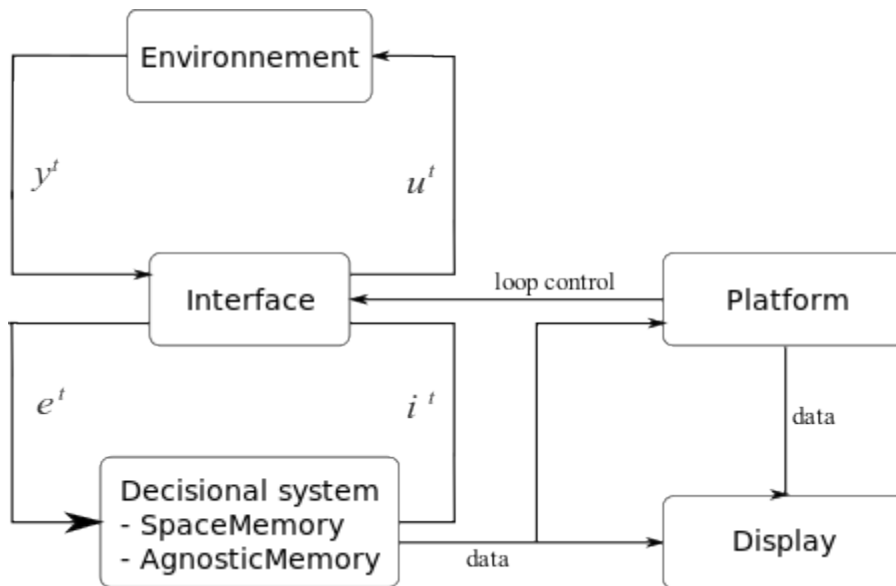 Environnement
y^t
u^t
Interface
loop control
Platform
e^t
i^t
data
Decisional system
- SpaceMemory
- AgnosticMemory
data
Display